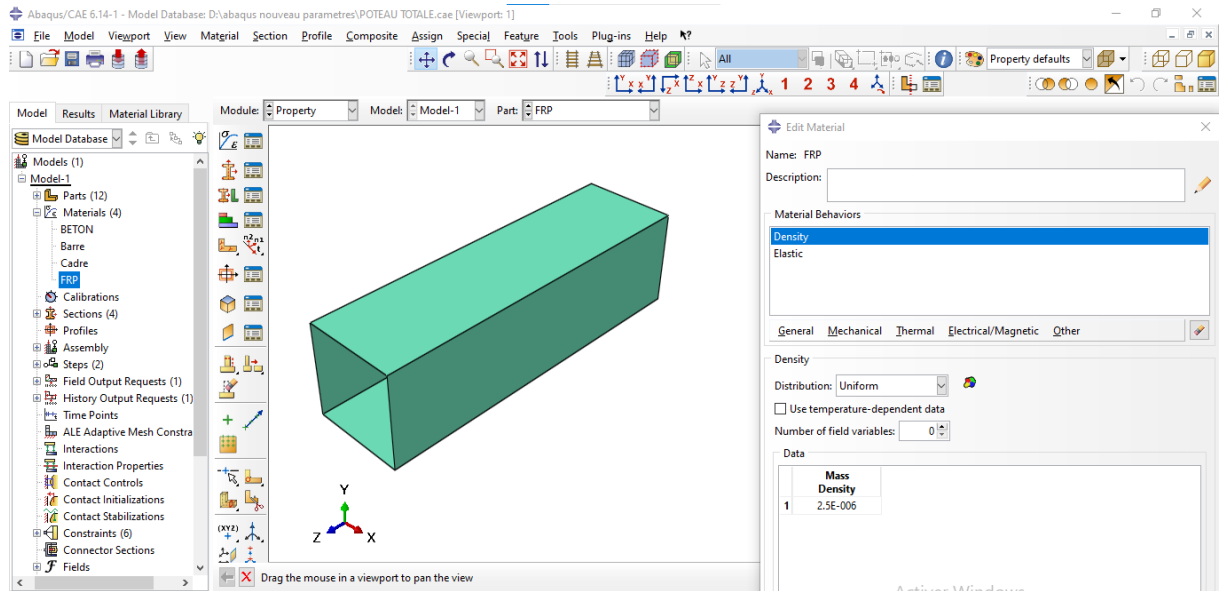 Abaqus/CAE 6.14-1 - Model Database: D:\abaqus nouveau parametres\POTEAU TOTALE.cae [Viewport: 1]
File Model Viewport View Material Section Profile Composite Assign Special Feature Tools Plug-ins Help
All
Property defaults
1 2 3 4
Model Results Material Library
Module: Property Model: Model-1 Part: FRP
Model Database
Models (1)
Model-1
Parts (12)
Materials (4)
BETON
Barre
Cadre
FRP
Calibrations
Sections (4)
Profiles
Assembly
Steps (2)
Field Output Requests (1)
History Output Requests (1)
Time Points
ALE Adaptive Mesh Constra
Interactions
Interaction Properties
Contact Controls
Contact Initializations
Contact Stabilizations
Constraints (6)
Connector Sections
Fields
Y
Z
X
Drag the mouse in a viewport to pan the view
Edit Material
Name: FRP
Description:
Material Behaviors
Density
Elastic
General Mechanical Thermal Electrical/Magnetic Other
Density
Distribution: Uniform
Use temperature-dependent data
Number of field variables: 0
Data
Mass
Density
1 2.5E-006
Activer Windows